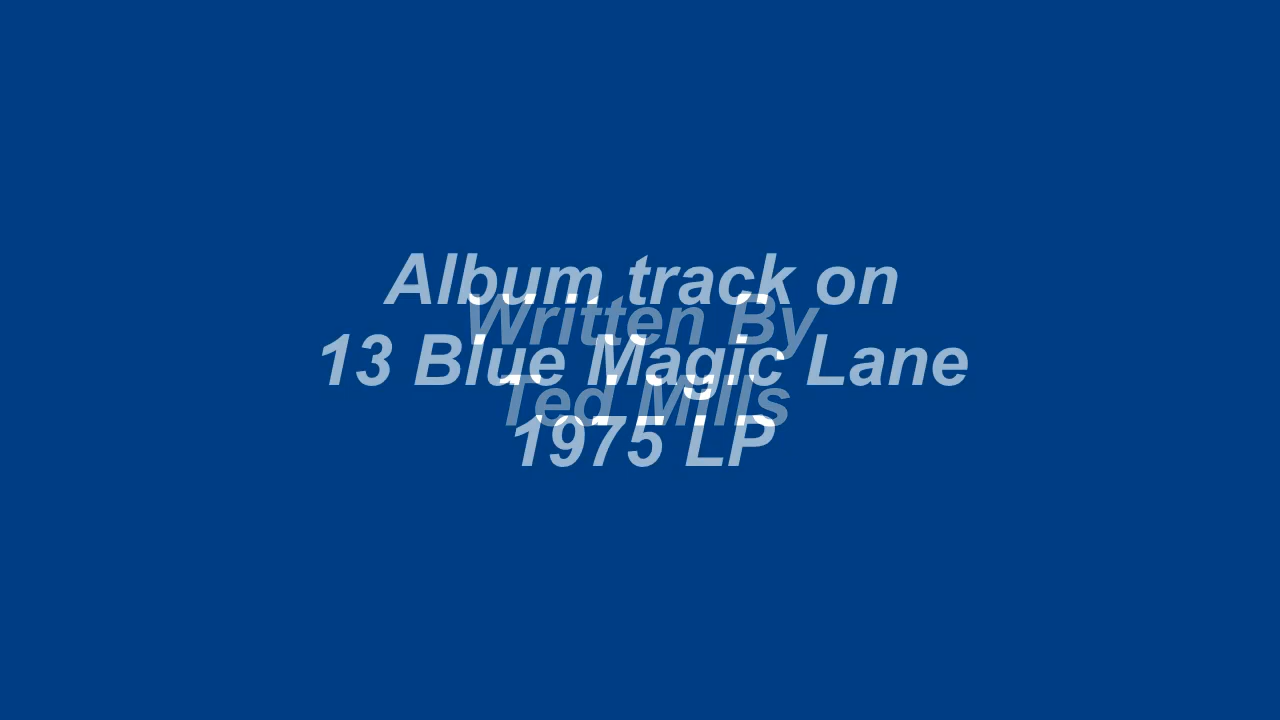 Album track on
Written By
13 Blue Magic Lane
Ted Mills
1975 LP